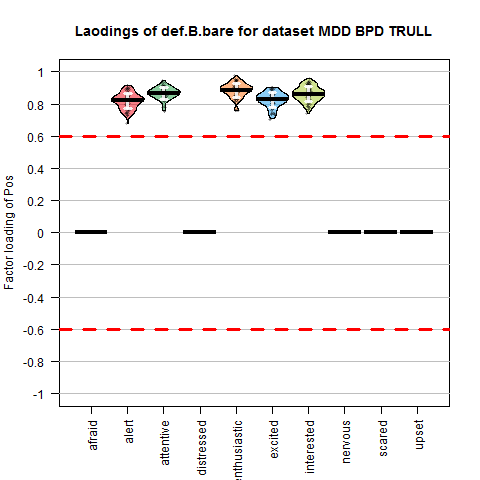 Laodings of def.B.bare for dataset MDD BPD TRULL
Factor loading of Pos
1
0.8
0.6
0.4
0.2
0
-0.2
-0.4
-0.6
-0.8
-1
afraid
alert
attentive
distressed
enthusiastic
excited
interested
nervous
scared
upset